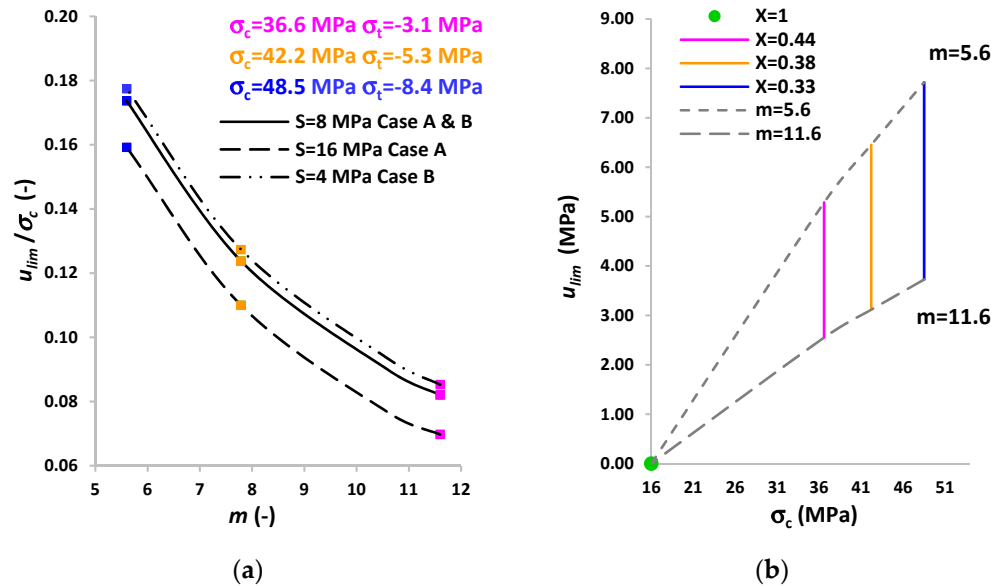 σc=36.6 MPa σt=-3.1 MPa
σc=42.2 MPa σt=-5.3 MPa
σc=48.5 MPa σt=-8.4 MPa
S=8 MPa Case A & B
S=16 MPa Case A
S=4 MPa Case B
0.20
0.18
0.16
0.14
0.12
0.10
0.08
0.06
ulim/σc (-)
5 6 7 8 9 10 11 12
m (-)
(a)
X=1
X=0.44
X=0.38
X=0.33
m=5.6
m=11.6
m=5.6
m=11.6
9.00
8.00
7.00
6.00
5.00
4.00
3.00
2.00
1.00
0.00
ulim (MPa)
16 21 26 31 36 41 46 51
σc (MPa)
(b)